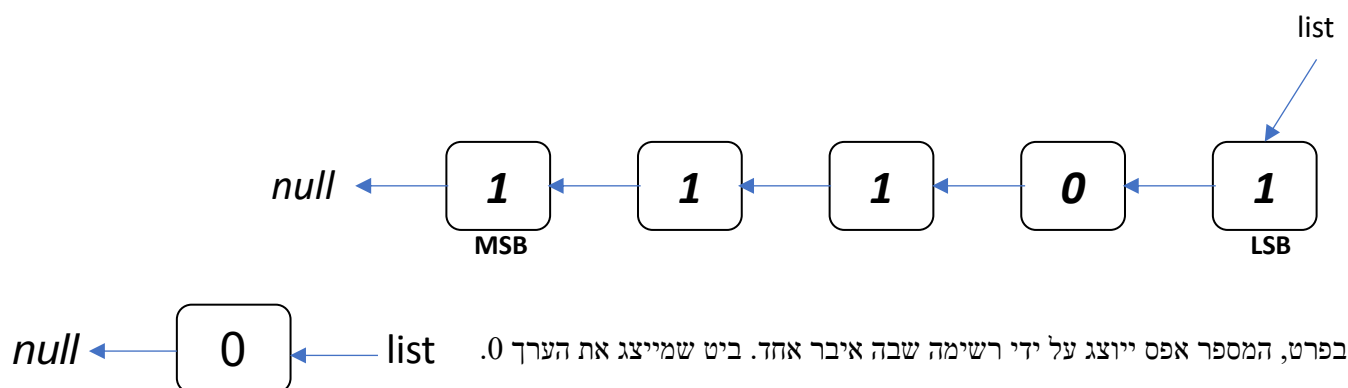 list
null 1 1 1 0 1
MSB LSB
null 0 list בפרט, המספר אפס ייוצג על ידי רשימה שבה איבר אחד. ביט שמייצג את הערך 0.